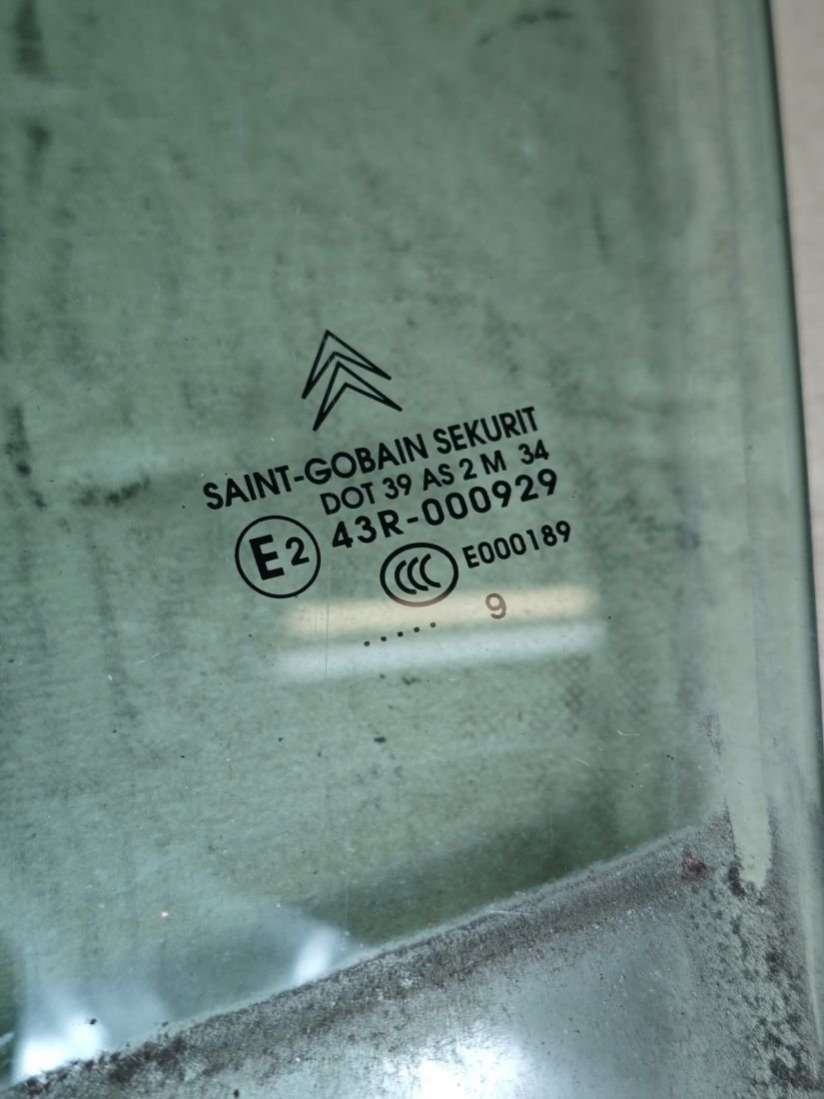 SAINT-GOBAIN SEKURIT
DOT 39 AS 2 M 34
E2 43R-000929
CCC E000189
..... 9